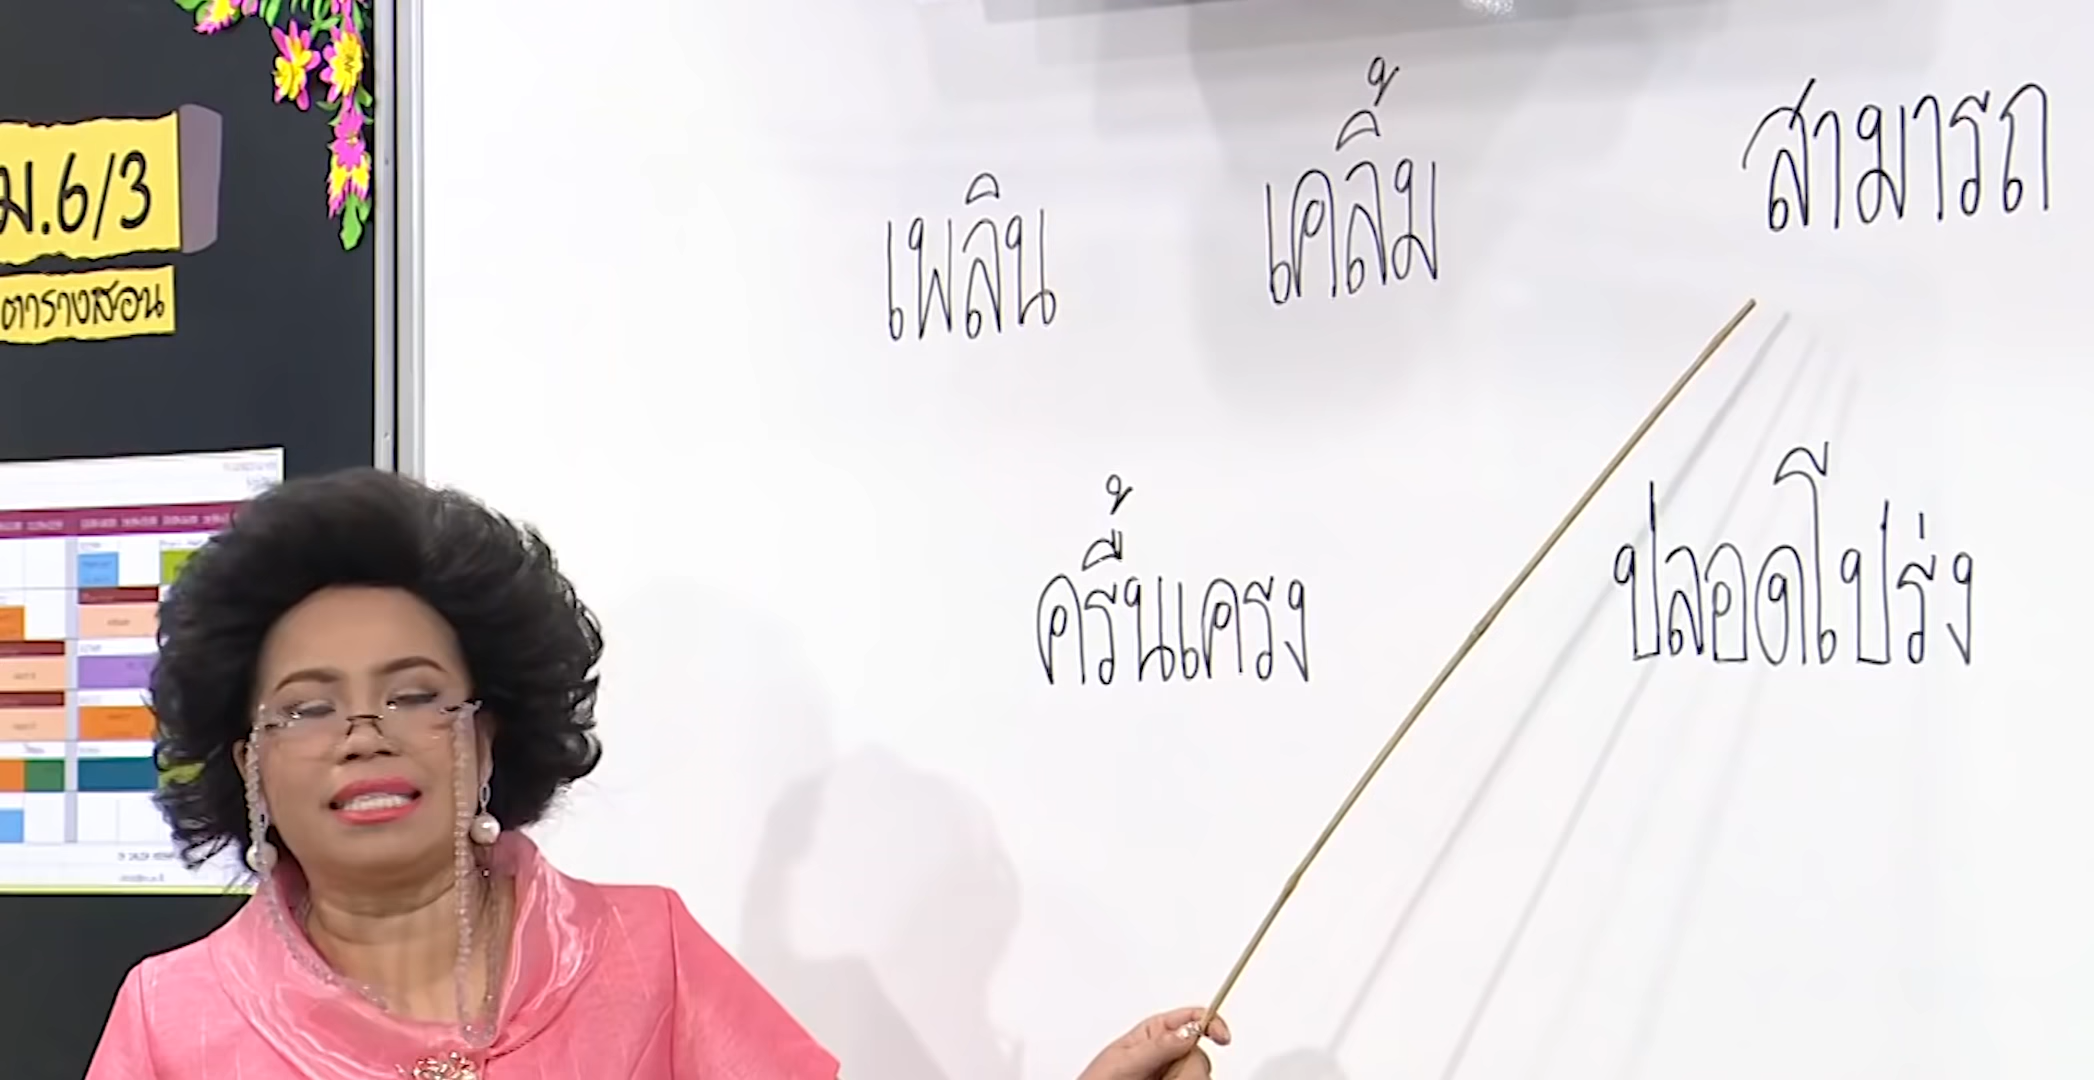 ม.6/3
ตารางสอน
เพลิน
เคลิ้ม
สามารถ
ครื้นเครง
ปลอดโปร่ง